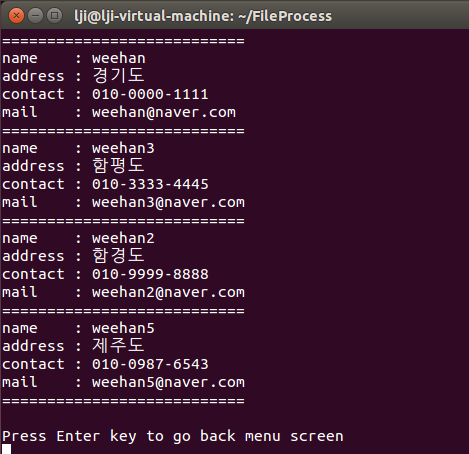 lji@lji-virtual-machine: ~/FileProcess
===========================
name    : weehan
address : 경기도
contact : 010-0000-1111
mail    : weehan@naver.com
===========================
name    : weehan3
address : 함평도
contact : 010-3333-4445
mail    : weehan3@naver.com
===========================
name    : weehan2
address : 함경도
contact : 010-9999-8888
mail    : weehan2@naver.com
===========================
name    : weehan5
address : 제주도
contact : 010-0987-6543
mail    : weehan5@naver.com
===========================
Press Enter key to go back menu screen